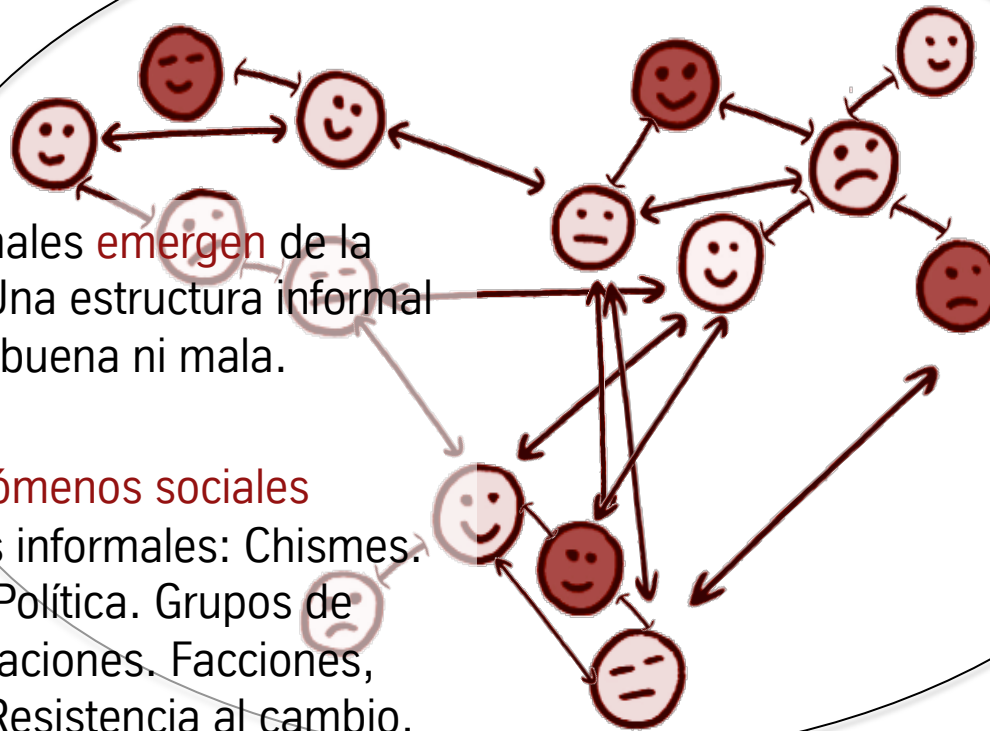 nales emergen de la
Una estructura informal
buena ni mala.
ómenos sociales
s informales: Chismes.
Política. Grupos de
aciones. Facciones,
Resistencia al cambio.